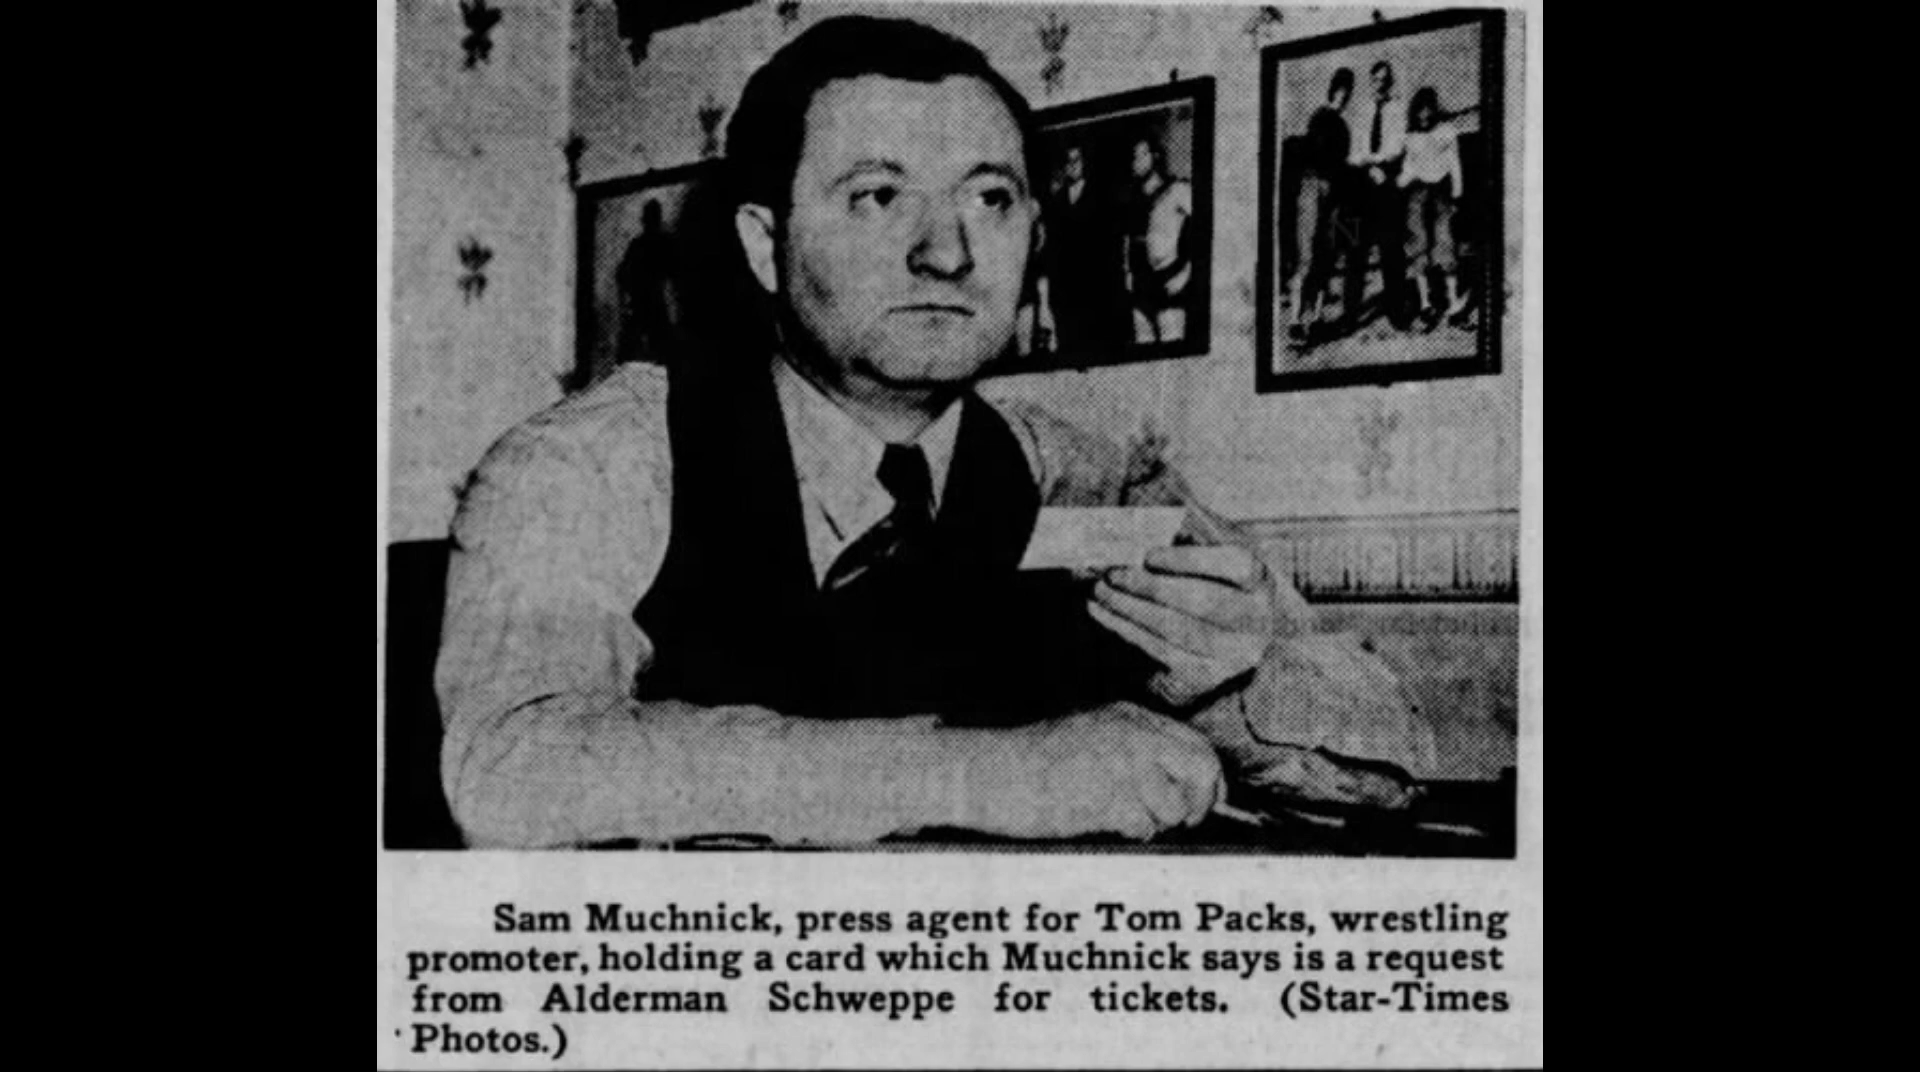 Sam Muchnick, press agent for Tom Packs, wrestling
promoter, holding a card which Muchnick says is a request
from Alderman Schweppe for tickets. (Star-Times
Photos.)